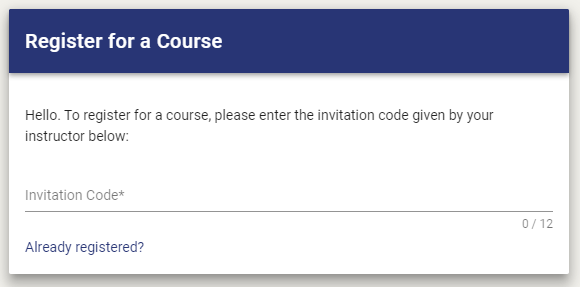 Register for a Course
Hello. To register for a course, please enter the invitation code given by your
instructor below:
Invitation Code*
0 / 12
Already registered?